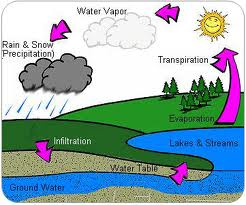 Water Vapor
Rain & Snow
(Precipitation)
Transpiration
Evaporation
Infiltration
Lakes & Streams
Water Table
Ground Water